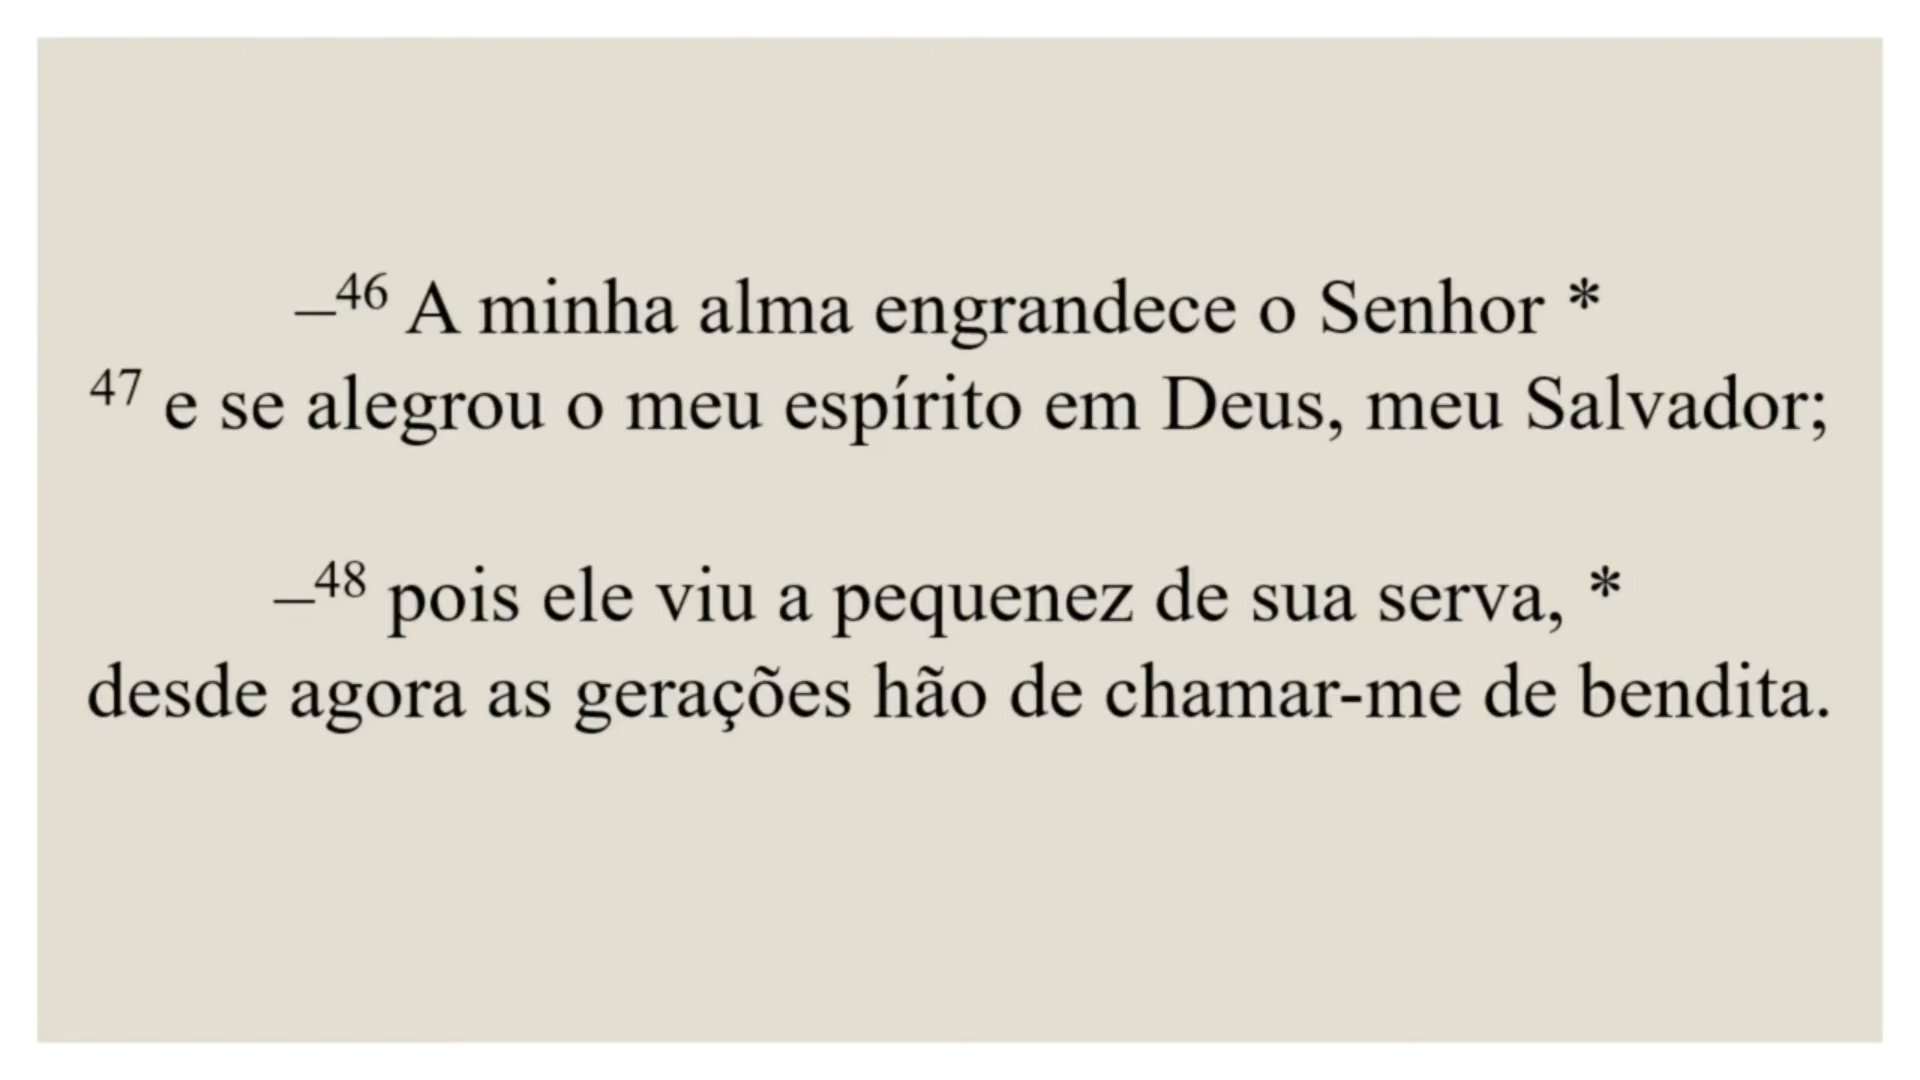 –46 A minha alma engrandece o Senhor *
47 e se alegrou o meu espírito em Deus, meu Salvador;
–48 pois ele viu a pequenez de sua serva, *
desde agora as gerações hão de chamar-me de bendita.